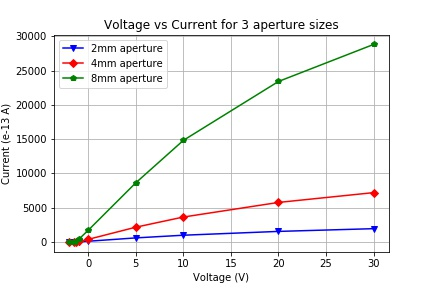 Voltage vs Current for 3 aperture sizes
30000
25000
20000
15000
10000
5000
0
Current (e-13 A)
2mm aperture
4mm aperture
8mm aperture
0 5 10 15 20 25 30
Voltage (V)